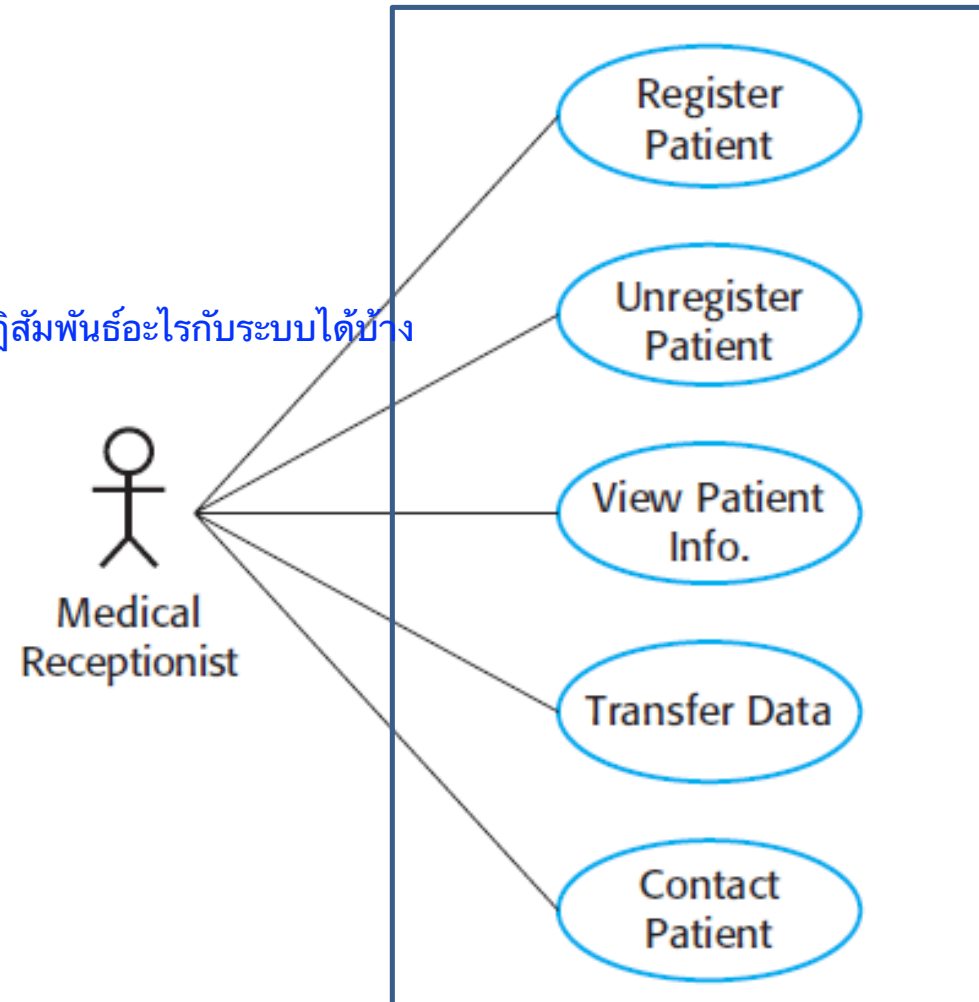 Register
Patient
Unregister
Patient
ฏิสัมพันธ์อะไรกับระบบได้บ้าง
View Patient
Info.
Medical
Receptionist
Transfer Data
Contact
Patient